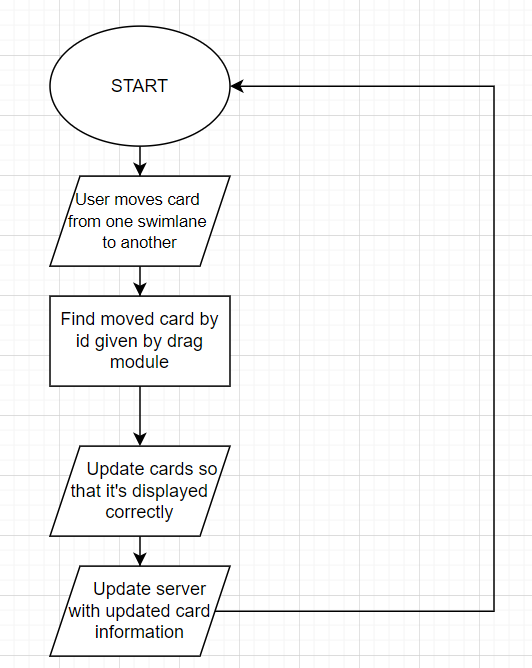 START
User moves card
from one swimlane
to another
Find moved card by
id given by drag
module
Update cards so
that it's displayed
correctly
Update server
with updated card
information